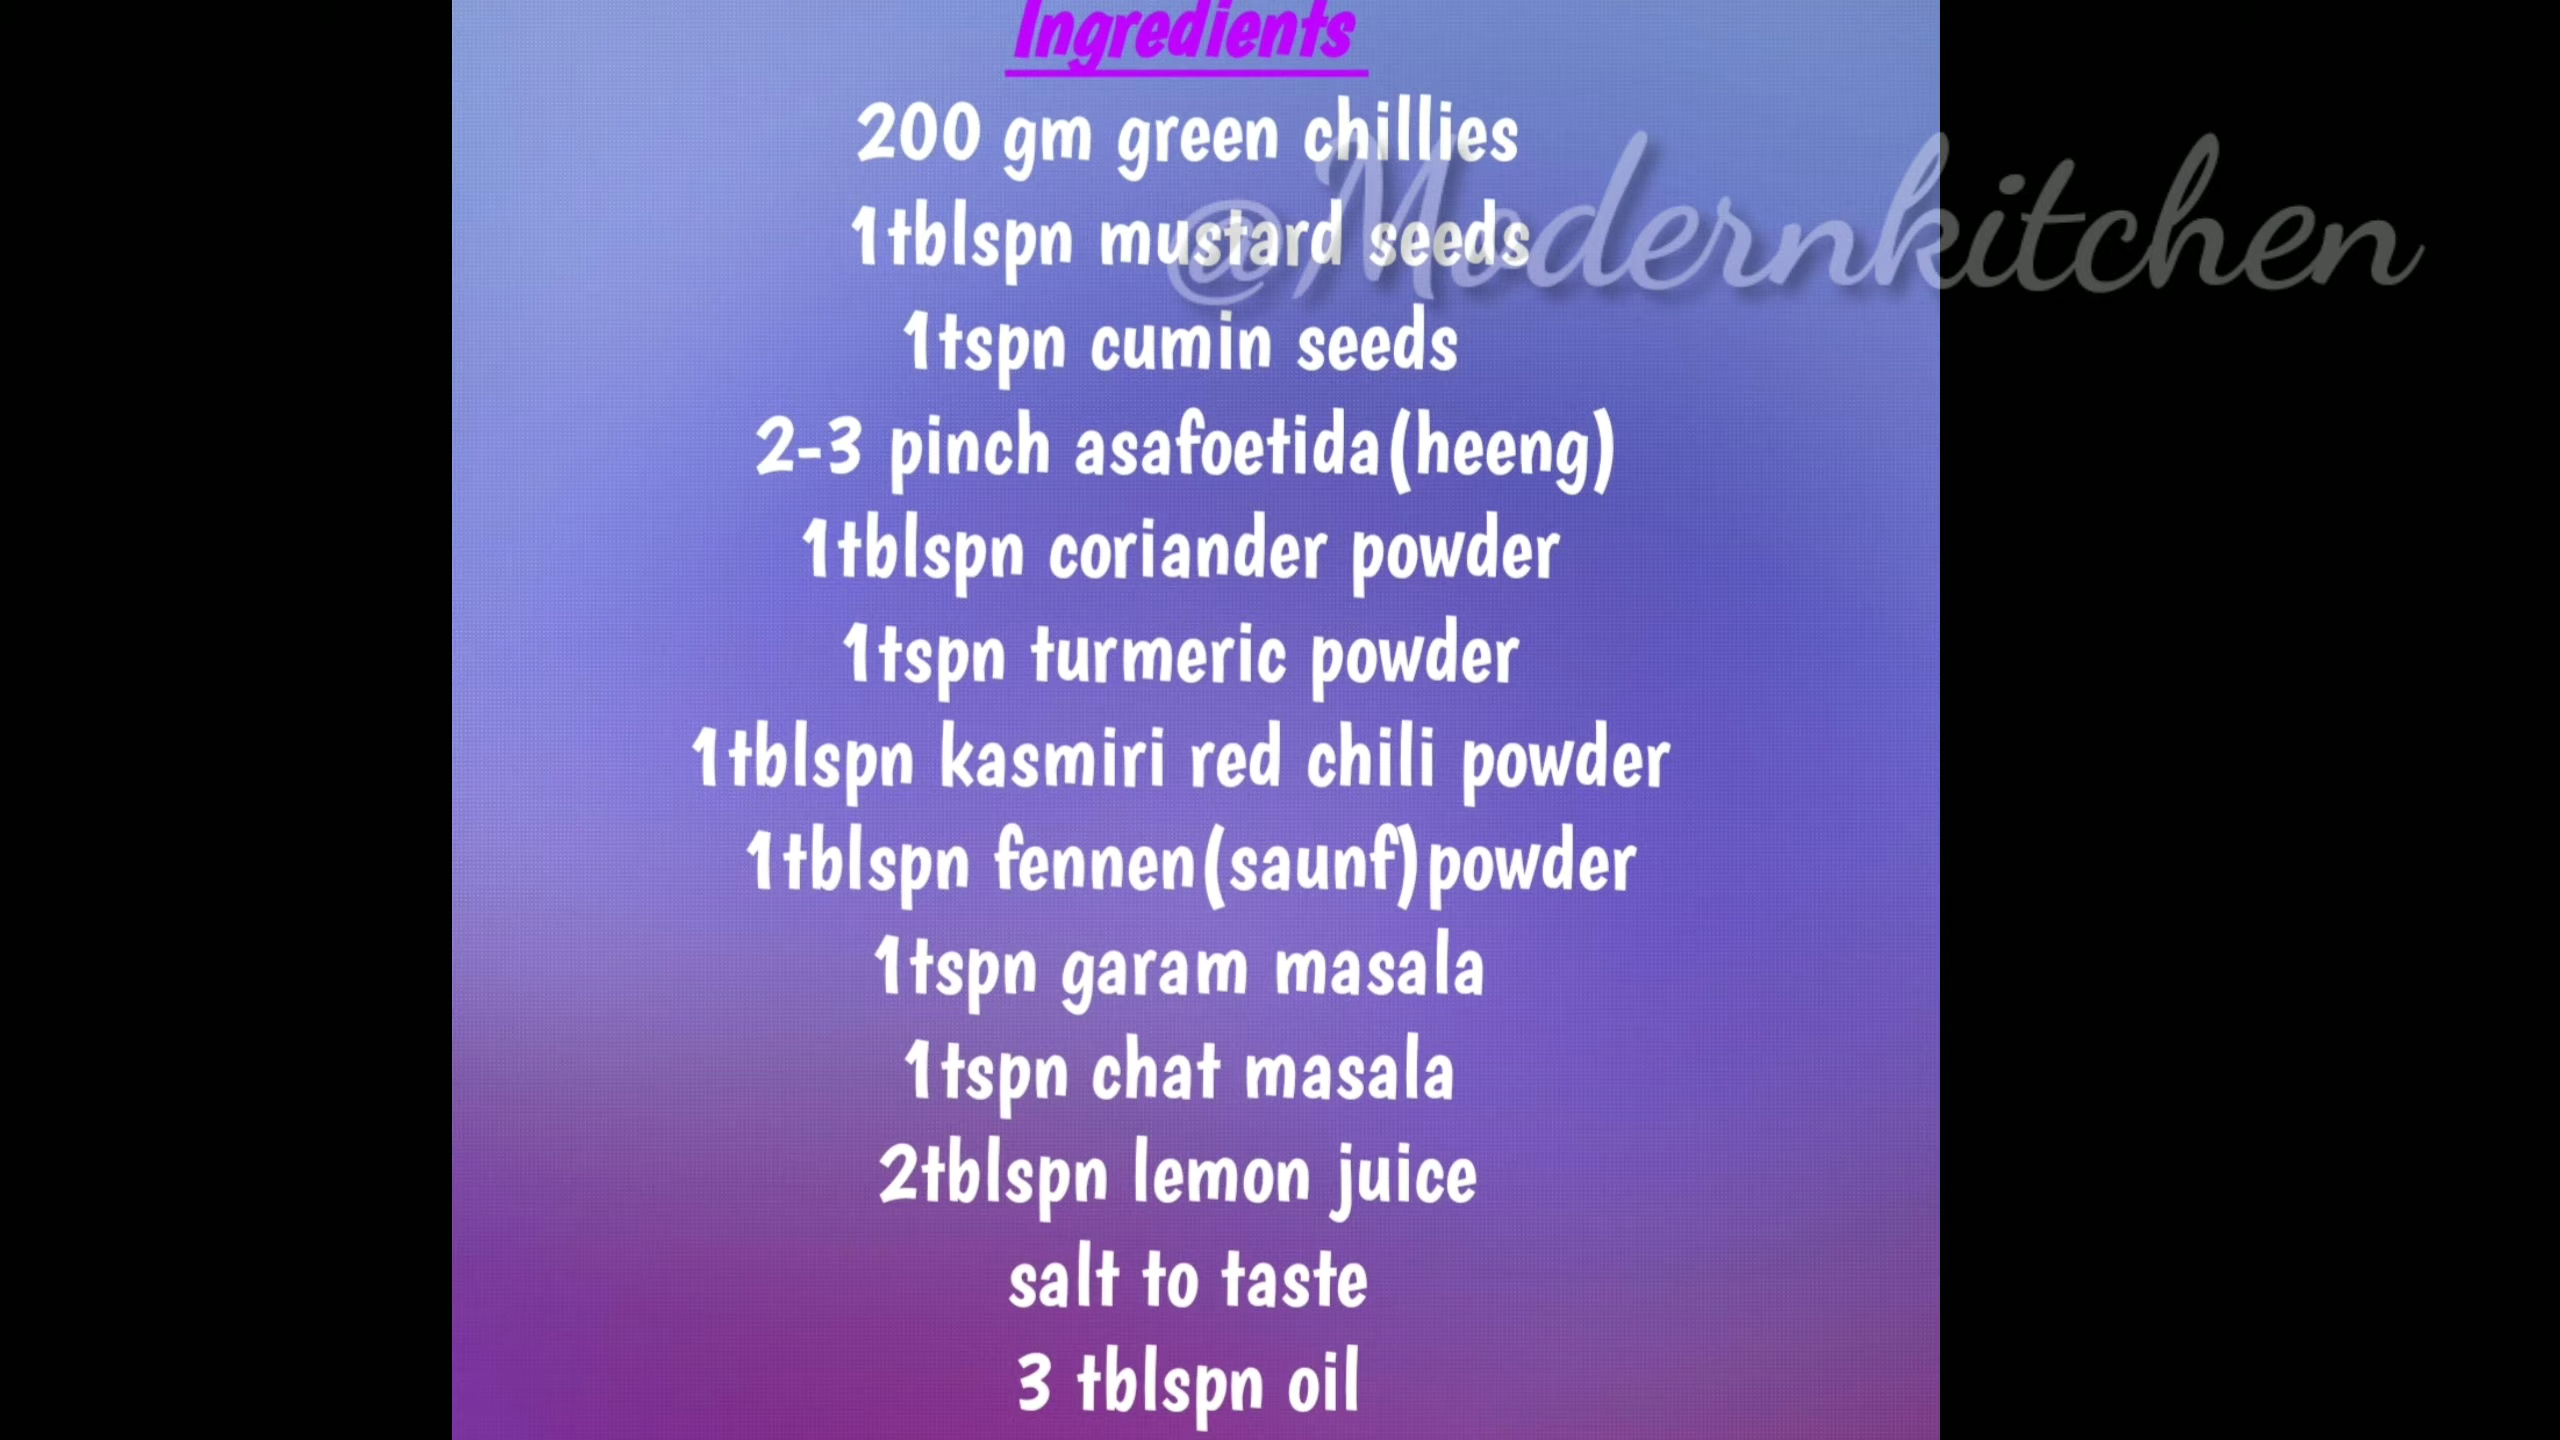 Ingredients
200 gm green chillies
@Modernkitchen
1tblspn mustard seeds
1tspn cumin seeds
2-3 pinch asafoetida(heeng)
1tblspn coriander powder
1tspn turmeric powder
1tblspn kasmiri red chili powder
1tblspn fennen(saunf)powder
1tspn garam masala
1tspn chat masala
2tblspn lemon juice
salt to taste
3 tblspn oil